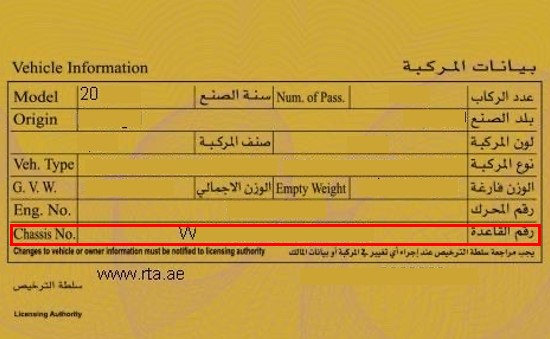 Vehicle Information بيانات المركبة
Model 20 سنة الصنع Num. of Pass. عدد الركاب
Origin بلد الصنع
صنف المركبة لون المركبة
Veh. Type نوع المركبة
G. V. W. الوزن الاجمالي Empty Weight الوزن فارغة
Eng. No. رقم المحرك
Chassis No. W رقم القاعدة
Changes to vehicle or owner information must be notified to licensing authority يجب مراجعة سلطة الترخيص عند إجراء أي تغيير في المركبة أو بيانات المالك
www.rta.ae
سلطة الترخيص
Licensing Authority